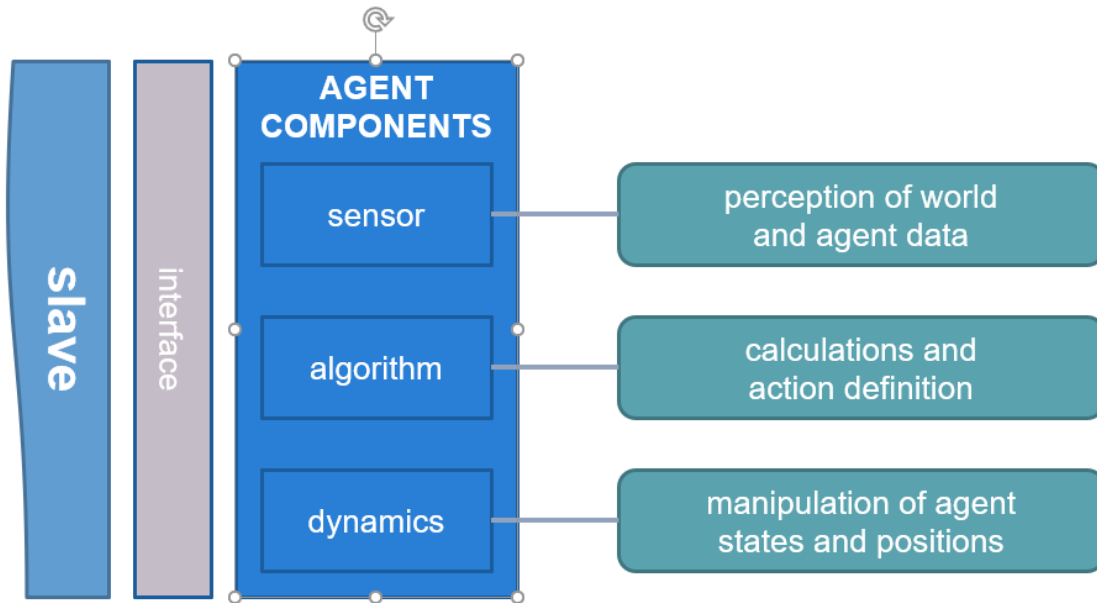 slave
interface
AGENT
COMPONENTS
sensor
perception of world
and agent data
algorithm
calculations and
action definition
dynamics
manipulation of agent
states and positions